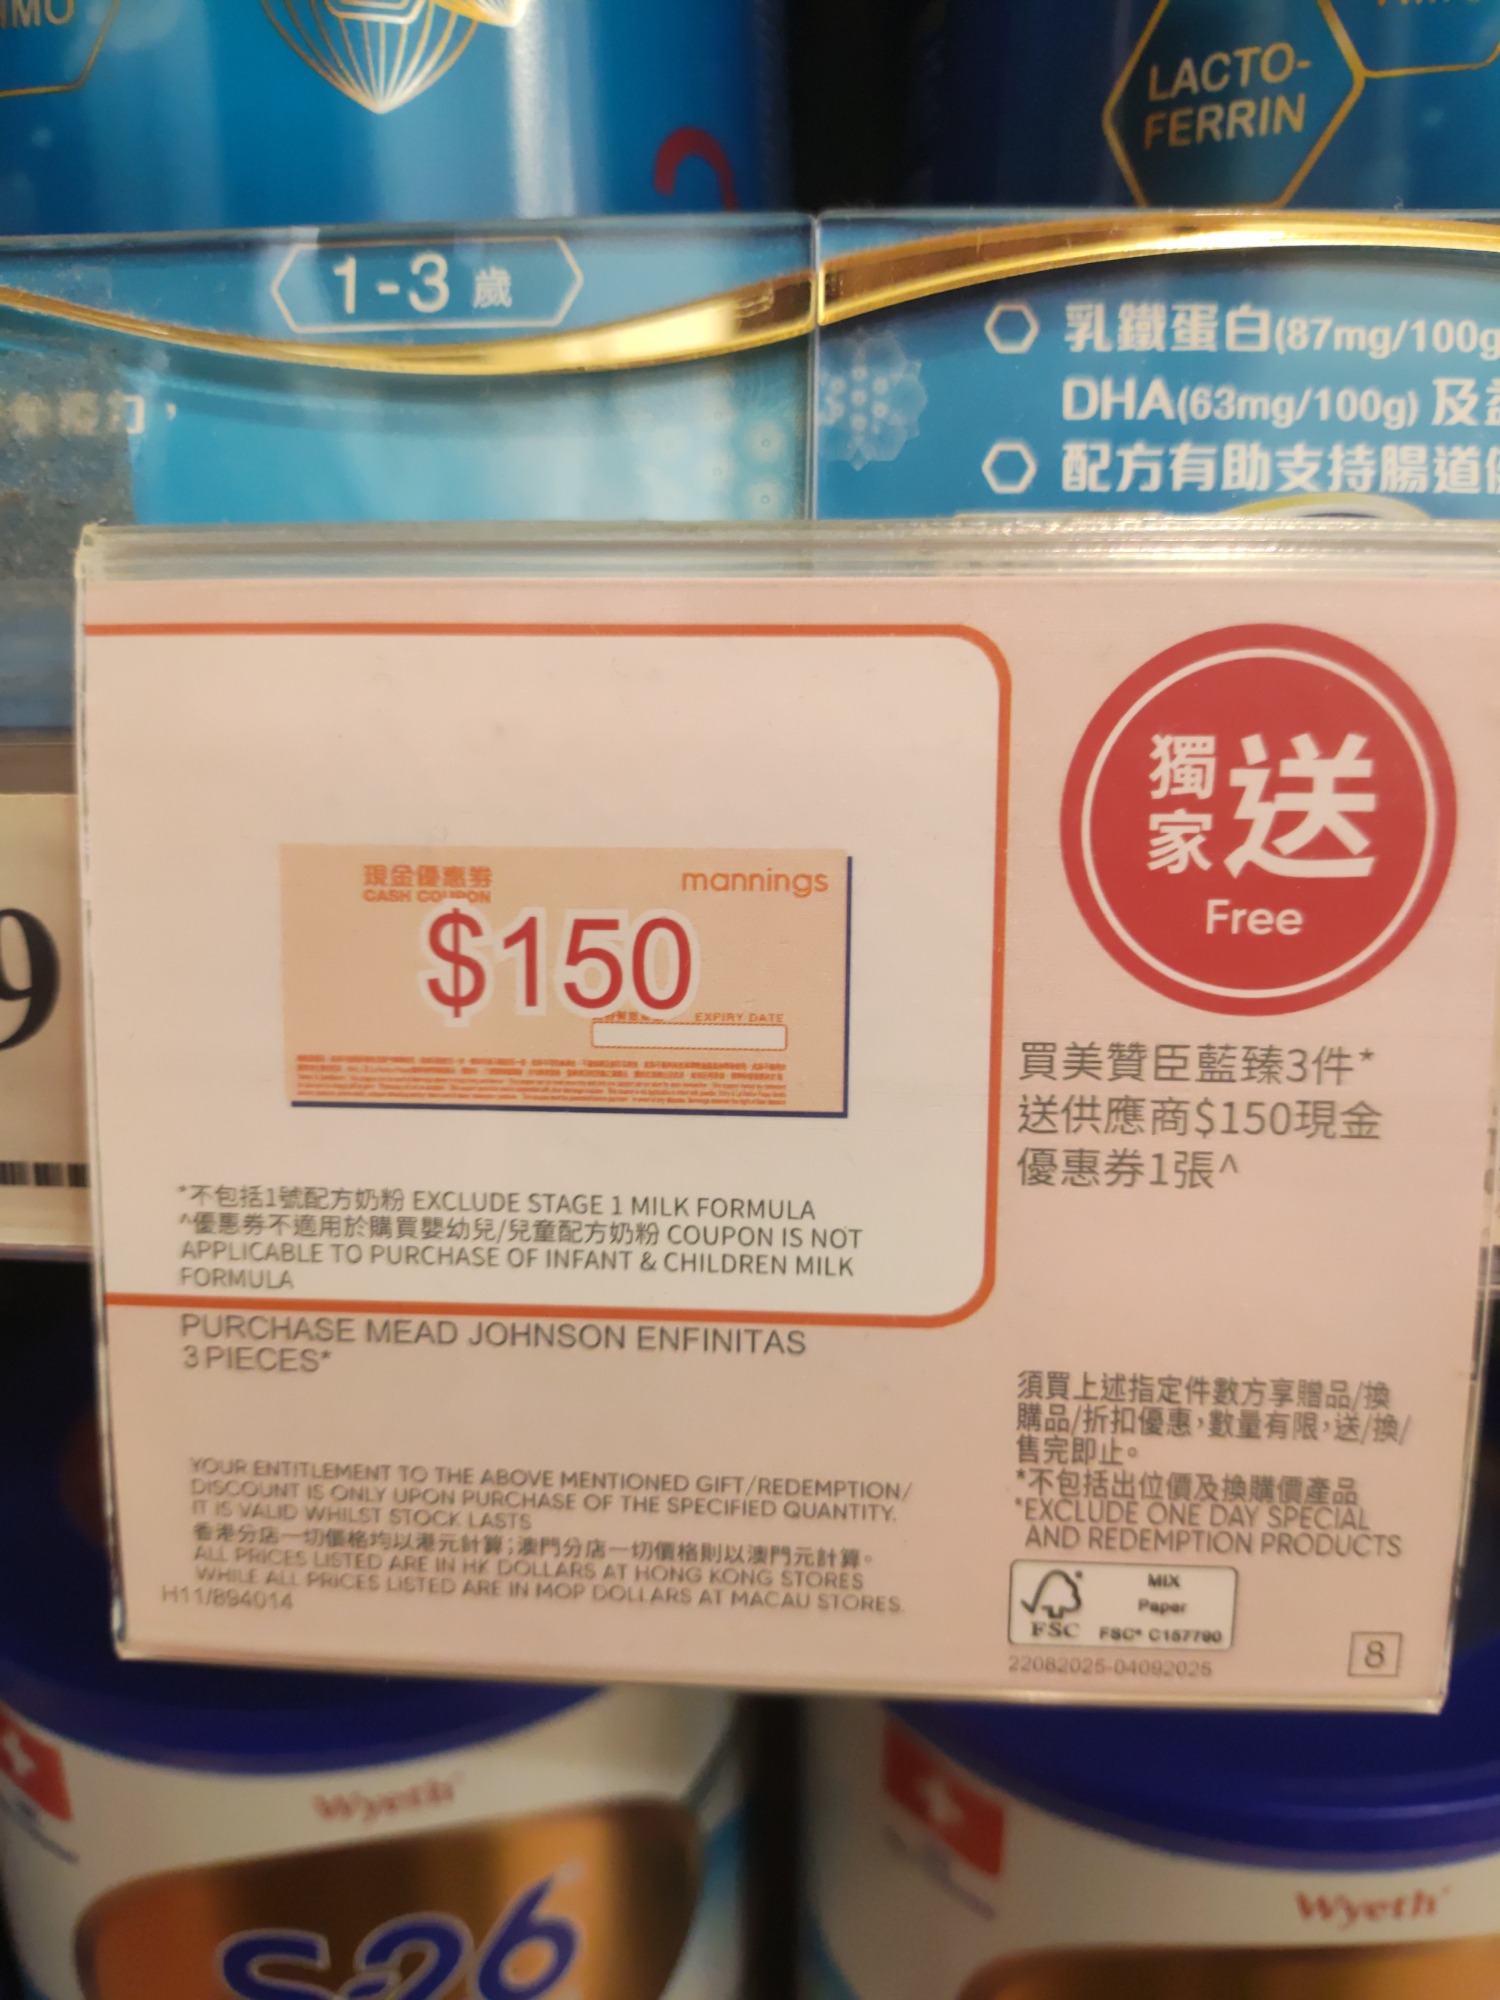 LACTO-
FERRIN
1-3 歲
乳鐵蛋白(87mg/100g
DHA(63mg/100g) 及
配方有助支持腸道
9
現金優惠券
CASH COUPON
mannings
$150
EXPIRY DATE
獨家送
Free
買美贊臣藍臻3件*
送供應商$150現金
優惠券1張^
*不包括1號配方奶粉 EXCLUDE STAGE 1 MILK FORMULA
^優惠券不適用於購買嬰幼兒/兒童配方奶粉 COUPON IS NOT
APPLICABLE TO PURCHASE OF INFANT & CHILDREN MILK
FORMULA
PURCHASE MEAD JOHNSON ENFINITAS
3 PIECES*
須買上述指定件數方享贈品/換
購品/折扣優惠，數量有限，送/換/
售完即止。
*不包括出位價及換購價產品
*EXCLUDE ONE DAY SPECIAL
AND REDEMPTION PRODUCTS
YOUR ENTITLEMENT TO THE ABOVE MENTIONED GIFT/REDEMPTION/
DISCOUNT IS ONLY UPON PURCHASE OF THE SPECIFIED QUANTITY.
IT IS VALID WHILST STOCK LASTS
香港分店一切價格均以港元計算；澳門分店一切價格則以澳門元計算。
ALL PRICES LISTED ARE IN HK DOLLARS AT HONG KONG STORES
WHILE ALL PRICES LISTED ARE IN MOP DOLLARS AT MACAU STORES.
H11/894014
FSC
MIX
Paper
FSC® C157790
22082025-04092025
8
Wyeth
S-26
Wyeth